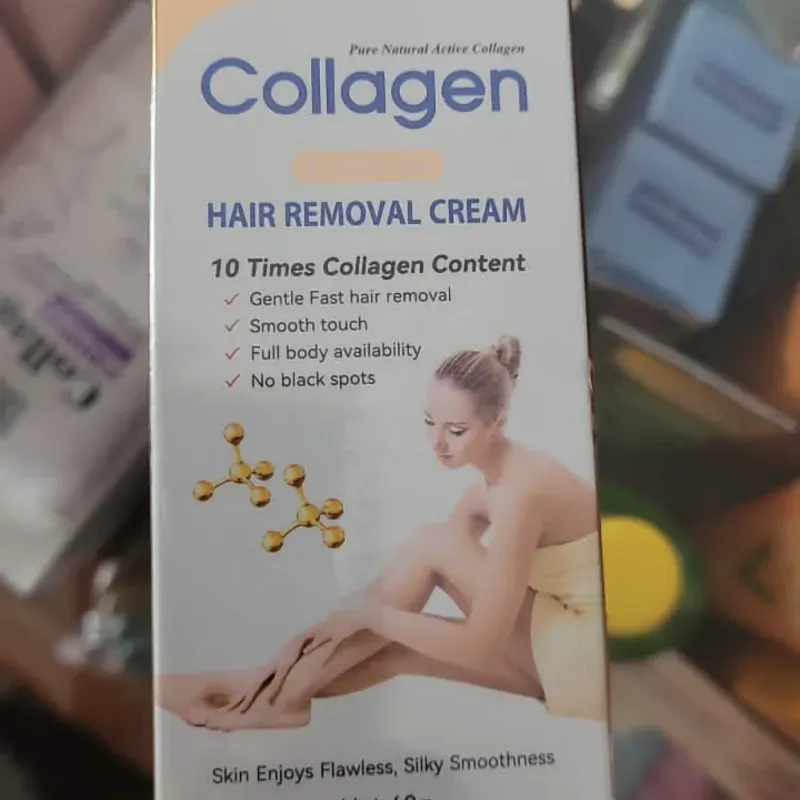 Pure Natural Active Collagen
Collagen
HAIR REMOVAL CREAM
10 Times Collagen Content
Gentle Fast hair removal
Smooth touch
Full body availability
No black spots
Skin Enjoys Flawless, Silky Smoothness